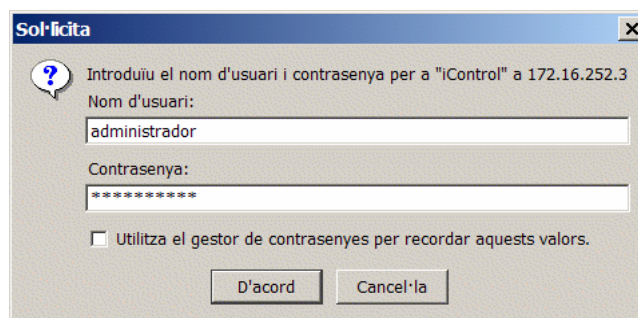 Sol·licita
Introduïu el nom d'usuari i contrasenya per a "iControl" a 172.16.252.3
Nom d'usuari:
administrador
Contrasenya:
**********
Utilitza el gestor de contrasenyes per recordar aquests valors.
D'acord
Cancel·la